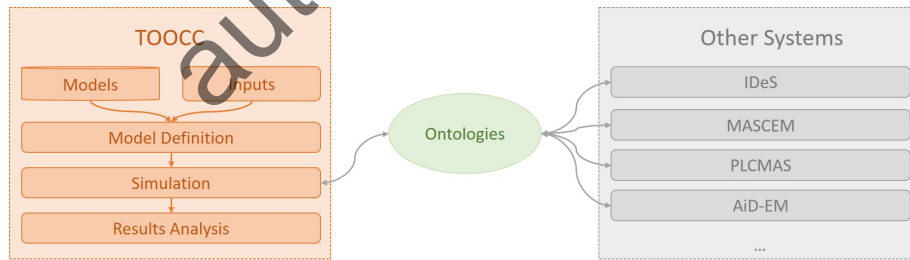 TOOCC
Models
Inputs
Model Definition
Simulation
Results Analysis
Ontologies
Other Systems
IDeS
MASCEM
PLCMAS
AiD-EM
...